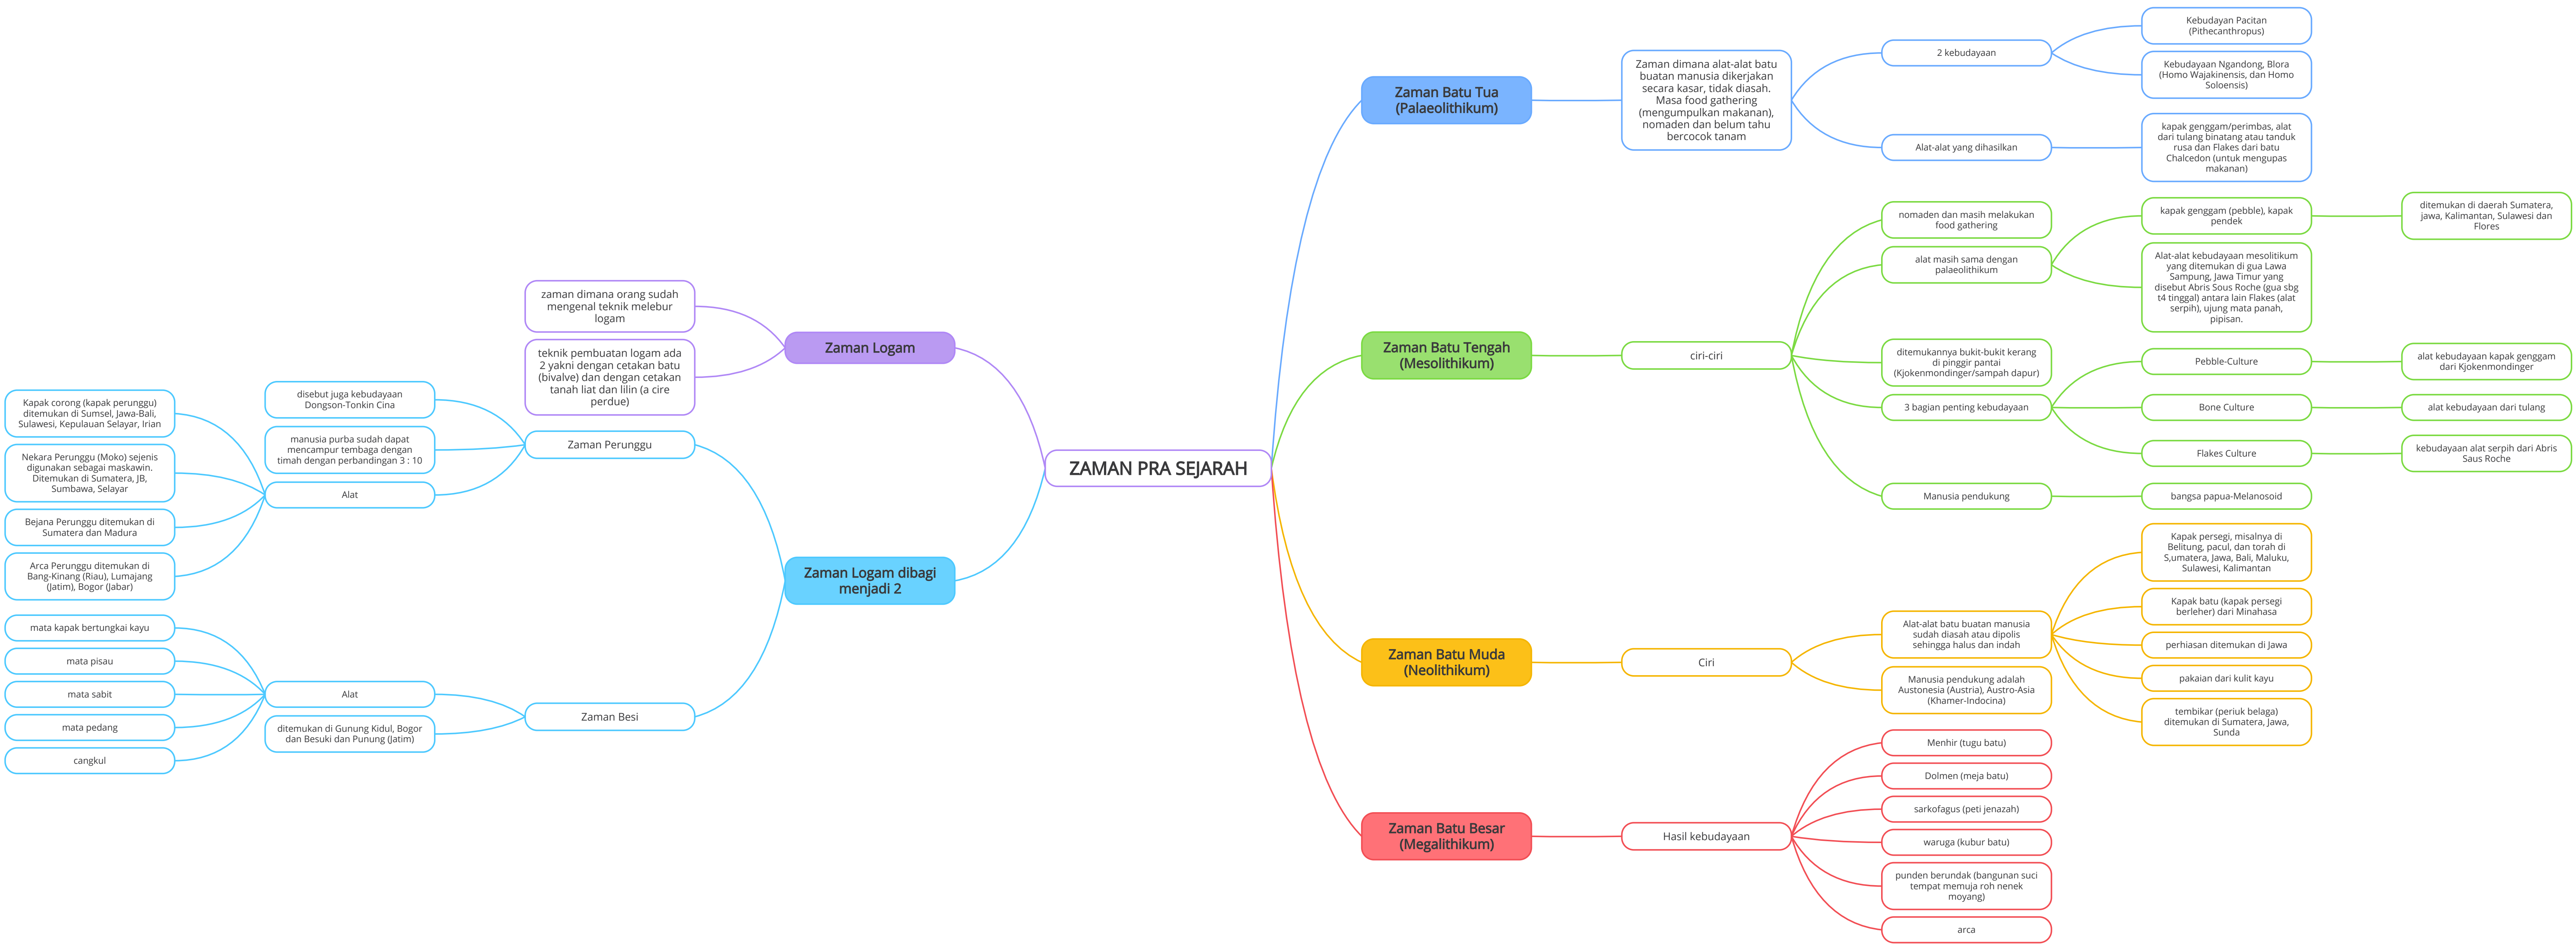 ZAMAN PRA SEJARAH
Zaman Batu Tua
(Palaeolithikum)
Zaman dimana alat-alat batu
buatan manusia dikerjakan
secara kasar, tidak diasah.
Masa food gathering
(mengumpulkan makanan),
nomaden dan belum tahu
bercocok tanam
2 kebudayaan
Kebudayan Pacitan
(Pithecanthropus)
Kebudayaan Ngandong, Blora
(Homo Wajakinensis, dan Homo
Soloensis)
Alat-alat yang dihasilkan
kapak genggam/perimbas, alat
dari tulang binatang atau tanduk
rusa dan Flakes dari batu
Chalcedon (untuk mengupas
makanan)
Zaman Batu Tengah
(Mesolithikum)
ciri-ciri
nomaden dan masih melakukan
food gathering
alat masih sama dengan
palaeolithikum
kapak genggam (pebble), kapak
pendek
ditemukan di daerah Sumatera,
jawa, Kalimantan, Sulawesi dan
Flores
Alat-alat kebudayaan mesolitikum
yang ditemukan di gua Lawa
Sampung, Jawa Timur yang
disebut Abris Sous Roche (gua sbg
t4 tinggal) antara lain Flakes (alat
serpih), ujung mata panah,
pipisan.
ditemukannya bukit-bukit kerang
di pinggir pantai
(Kjokenmondinger/sampah dapur)
3 bagian penting kebudayaan
Pebble-Culture
alat kebudayaan kapak genggam
dari Kjokenmondinger
Bone Culture
alat kebudayaan dari tulang
Flakes Culture
kebudayaan alat serpih dari Abris
Saus Roche
Manusia pendukung
bangsa papua-Melanosoid
Zaman Batu Muda
(Neolithikum)
Ciri
Alat-alat batu buatan manusia
sudah diasah atau dipolis
sehingga halus dan indah
Kapak persegi, misalnya di
Belitung, pacul, dan torah di
S,umatera, Jawa, Bali, Maluku,
Sulawesi, Kalimantan
Kapak batu (kapak persegi
berleher) dari Minahasa
perhiasan ditemukan di Jawa
pakaian dari kulit kayu
tembikar (periuk belaga)
ditemukan di Sumatera, Jawa,
Sunda
Manusia pendukung adalah
Austonesia (Austria), Austro-Asia
(Khamer-Indocina)
Zaman Batu Besar
(Megalithikum)
Hasil kebudayaan
Menhir (tugu batu)
Dolmen (meja batu)
sarkofagus (peti jenazah)
waruga (kubur batu)
punden berundak (bangunan suci
tempat memuja roh nenek
moyang)
arca
Zaman Logam
zaman dimana orang sudah
mengenal teknik melebur
logam
teknik pembuatan logam ada
2 yakni dengan cetakan batu
(bivalve) dan dengan cetakan
tanah liat dan lilin (a cire
perdue)
Zaman Logam dibagi
menjadi 2
Zaman Perunggu
disebut juga kebudayaan
Dongson-Tonkin Cina
manusia purba sudah dapat
mencampur tembaga dengan
timah dengan perbandingan 3 : 10
Alat
Kapak corong (kapak perunggu)
ditemukan di Sumsel, Jawa-Bali,
Sulawesi, Kepulauan Selayar, Irian
Nekara Perunggu (Moko) sejenis
digunakan sebagai maskawin.
Ditemukan di Sumatera, JB,
Sumbawa, Selayar
Bejana Perunggu ditemukan di
Sumatera dan Madura
Arca Perunggu ditemukan di
Bang-Kinang (Riau), Lumajang
(Jatim), Bogor (Jabar)
Zaman Besi
Alat
mata kapak bertungkai kayu
mata pisau
mata sabit
mata pedang
cangkul
ditemukan di Gunung Kidul, Bogor
dan Besuki dan Punung (Jatim)